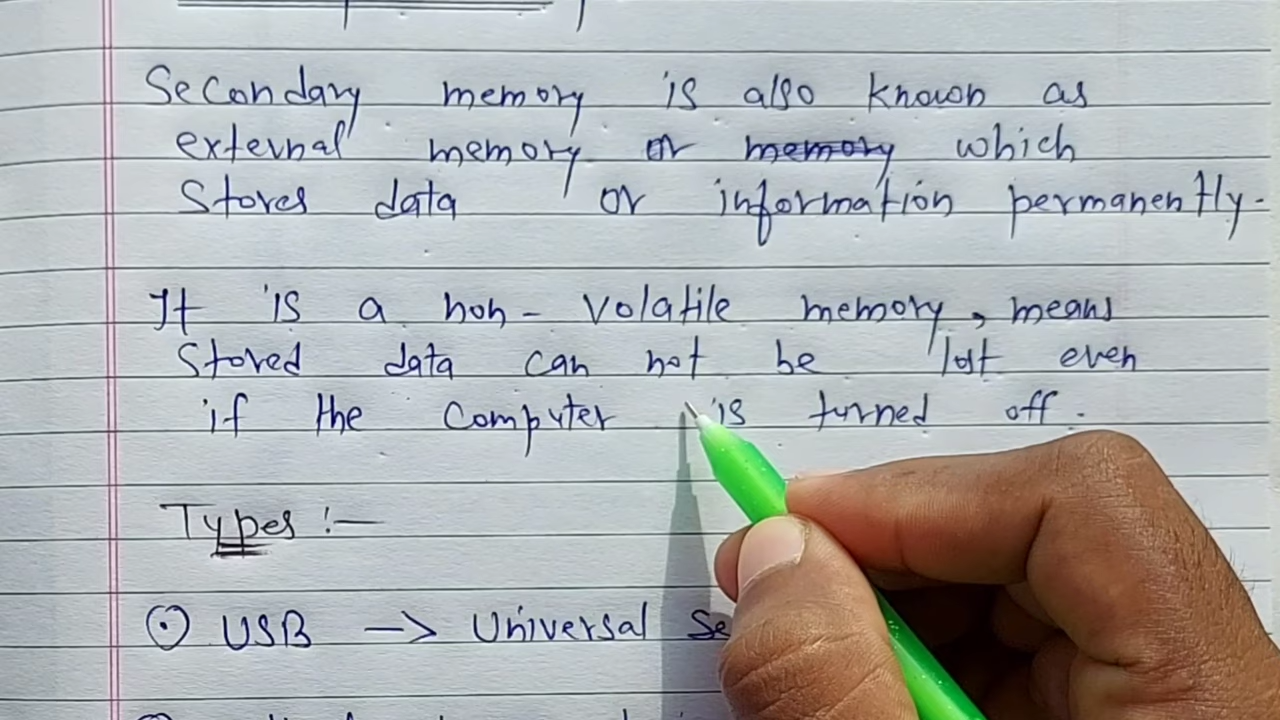 Secondary memory is also known as
external memory or memory which
stores data or information permanently.
It is a non-volatile memory, means
stored data can not be lost even
if the computer is turned off.
Types :-
USB -> Universal Se